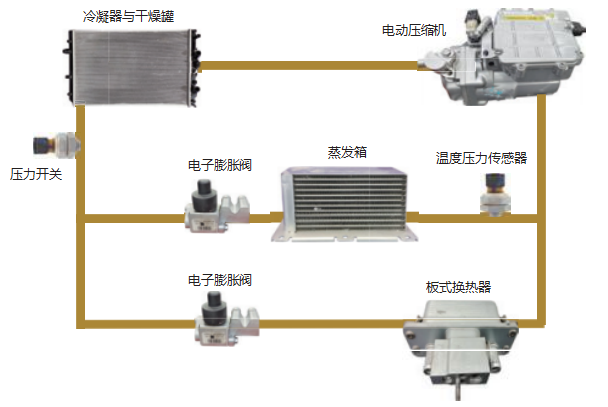 冷凝器与干燥罐
电动压缩机
压力开关
电子膨胀阀
蒸发箱
温度压力传感器
电子膨胀阀
板式换热器